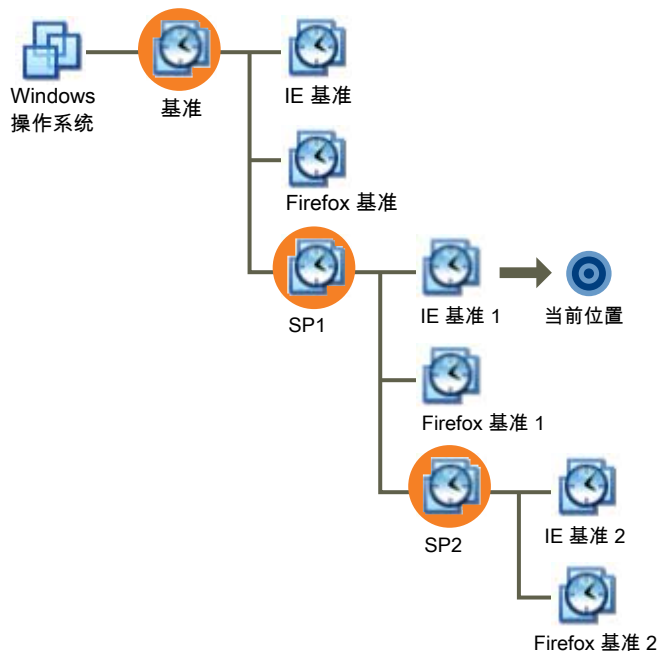 Windows
操作系统
基准
IE 基准
Firefox 基准
SP1
IE 基准 1
当前位置
Firefox 基准 1
SP2
IE 基准 2
Firefox 基准 2